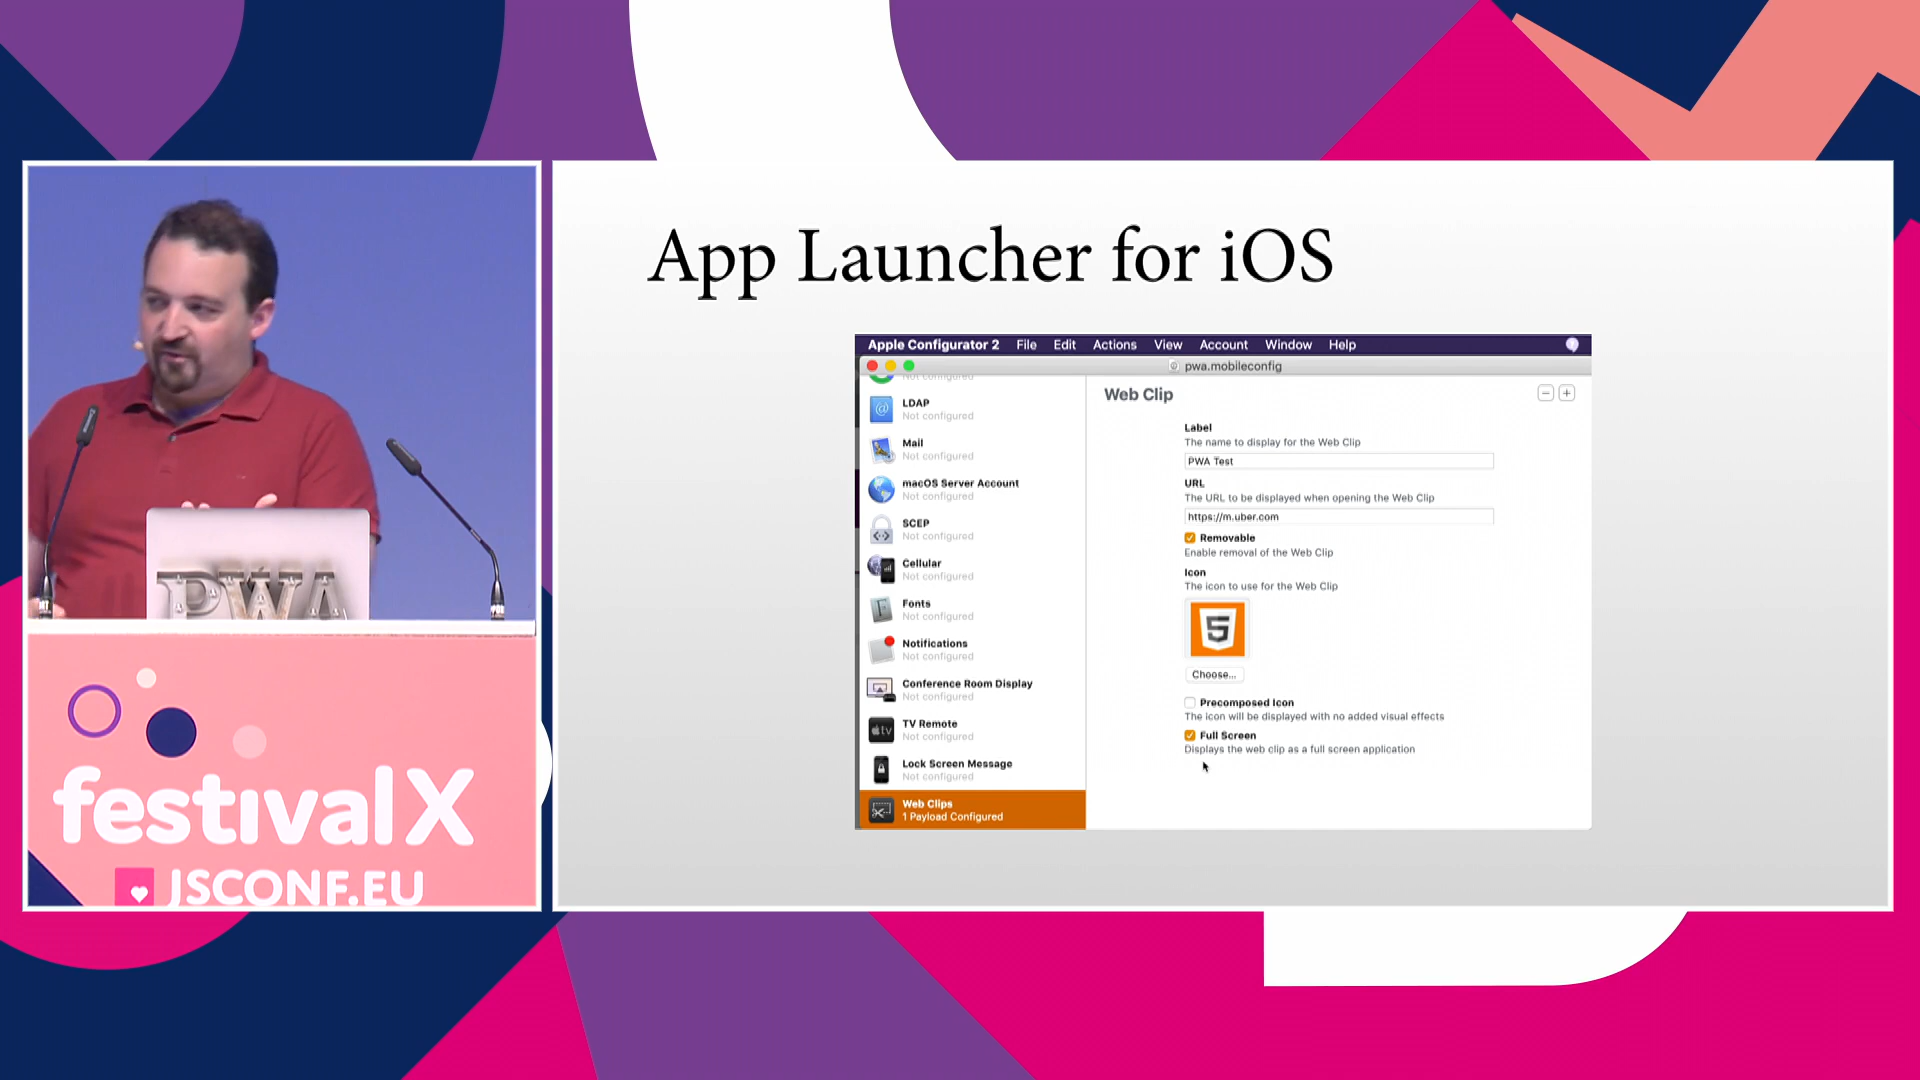 App Launcher for iOS
Apple Configurator 2 File Edit Actions View Account Window Help
pwa.mobileconfig
Not configured
LDAP
Not configured
Mail
Not configured
macOS Server Account
Not configured
SCEP
Not configured
Cellular
Not configured
Fonts
Not configured
Notifications
Not configured
Conference Room Display
Not configured
tv
TV Remote
Not configured
Lock Screen Message
Not configured
Web Clips
1 Payload Configured
Web Clip
Label
The name to display for the Web Clip
PWA Test
URL
The URL to be displayed when opening the Web Clip
https://m.uber.com
Removable
Enable removal of the Web Clip
Icon
The icon to use for the Web Clip
5
Choose...
Precomposed Icon
The icon will be displayed with no added visual effects
Full Screen
Displays the web clip as a full screen application
PWA
festivalX
JSCONF.EU